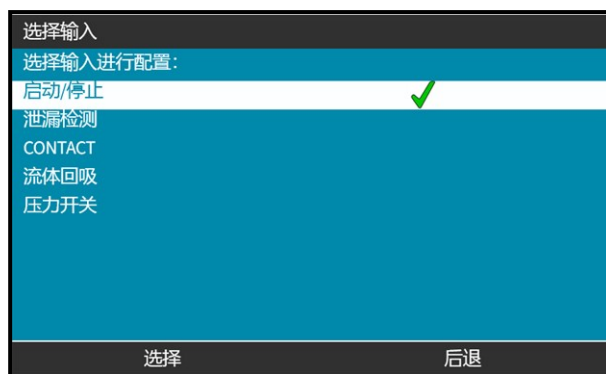 选择输入
选择输入进行配置：
启动/停止
泄漏检测
CONTACT
流体回吸
压力开关
选择 后退